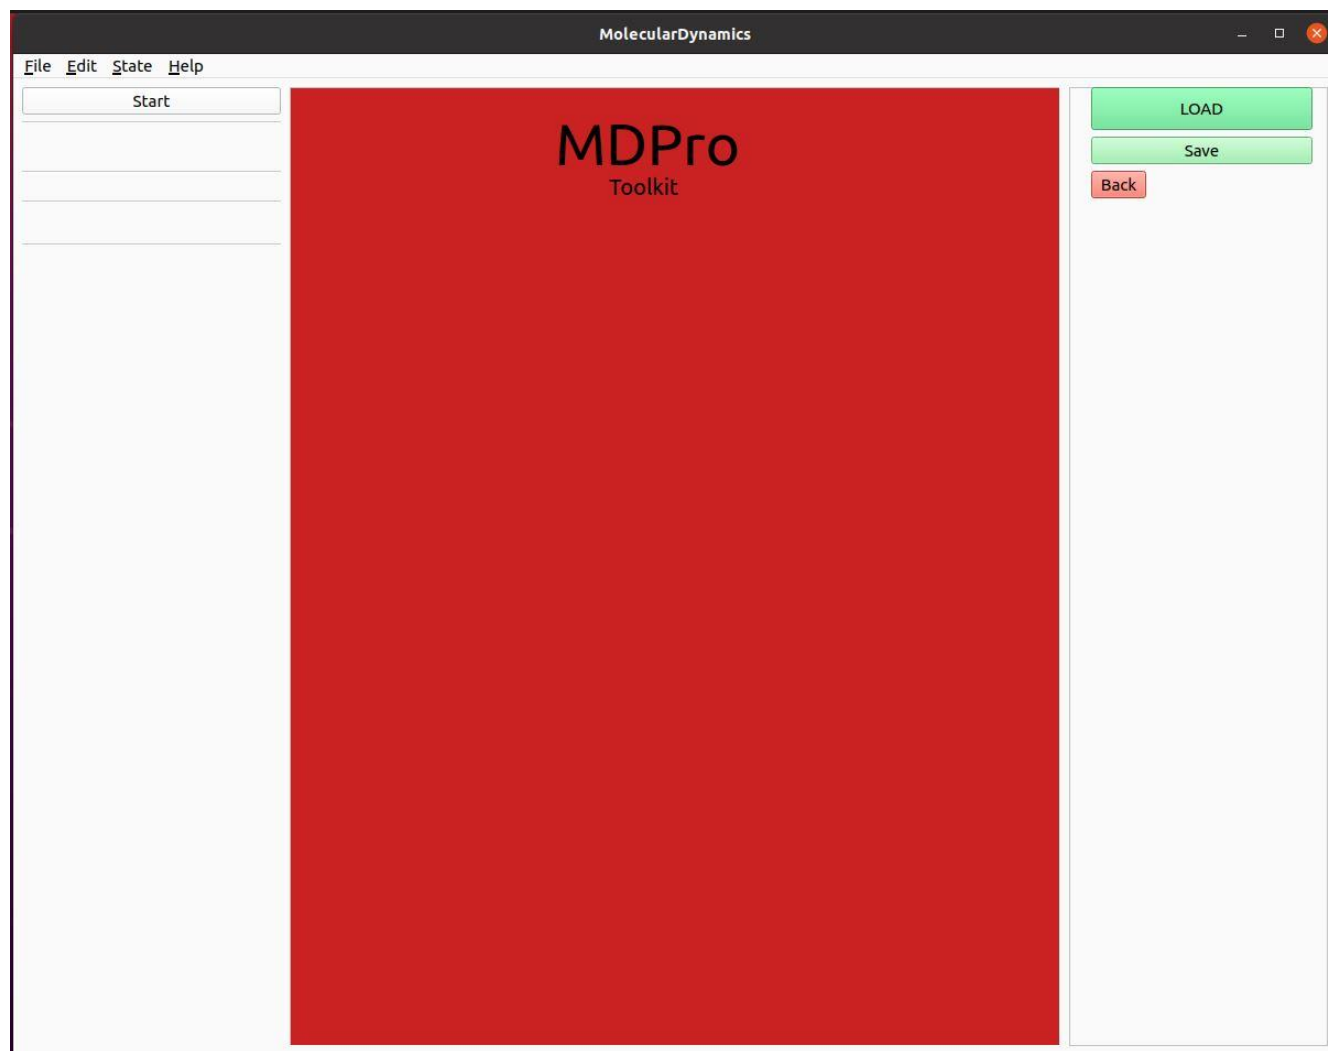 MolecularDynamics
File Edit State Help
Start
MDPro
Toolkit
LOAD
Save
Back